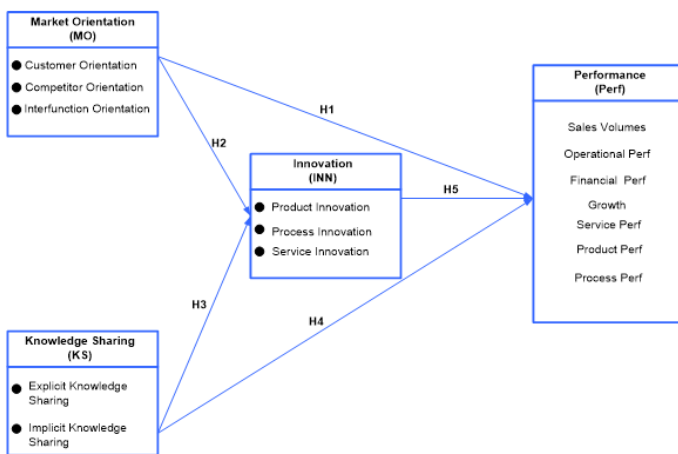 Market Orientation
(MO)
Customer Orientation
Competitor Orientation
Interfunction Orientation
H1
H2
Performance
(Perf)
Sales Volumes
Operational Perf
Financial Perf
Growth
Service Perf
Product Perf
Process Perf
Innovation
(INN)
Product Innovation
Process Innovation
Service Innovation
H5
H3
H4
Knowledge Sharing
(KS)
Explicit Knowledge
Sharing
Implicit Knowledge
Sharing